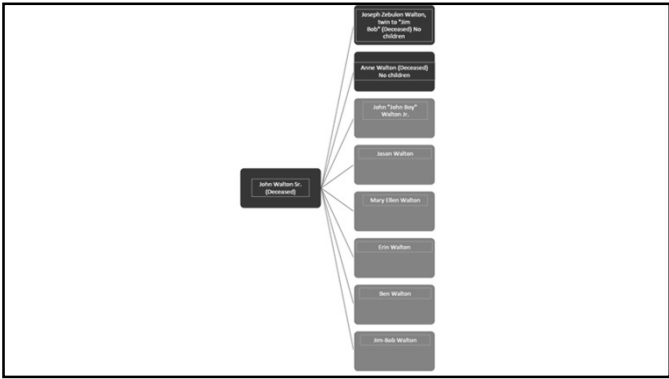 Joseph Zebulon Walton,
twin to "Jim
Bob" (Deceased) No
children
Anne Walton (Deceased)
No children
John "John Boy"
Walton Jr.
Jason Walton
John Walton Sr.
(Deceased)
Mary Ellen Walton
Erin Walton
Ben Walton
Jim-Bob Walton